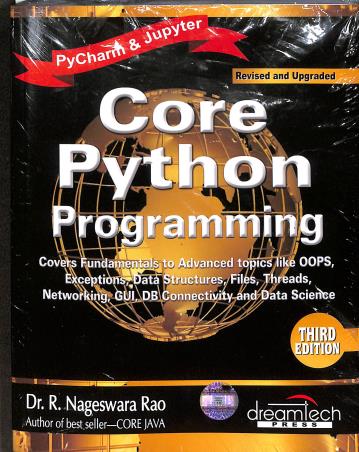 PyCharm & Jupyter
Revised and Upgraded
Core
Python
Programming
Covers Fundamentals to Advanced topics like OOPS,
Exceptions, Data Structures, Files, Threads,
Networking, GUI, DB Connectivity and Data Science
THIRD
EDITION
Dr. R. Nageswara Rao
Author of best seller—CORE JAVA
dreamtech
PRESS